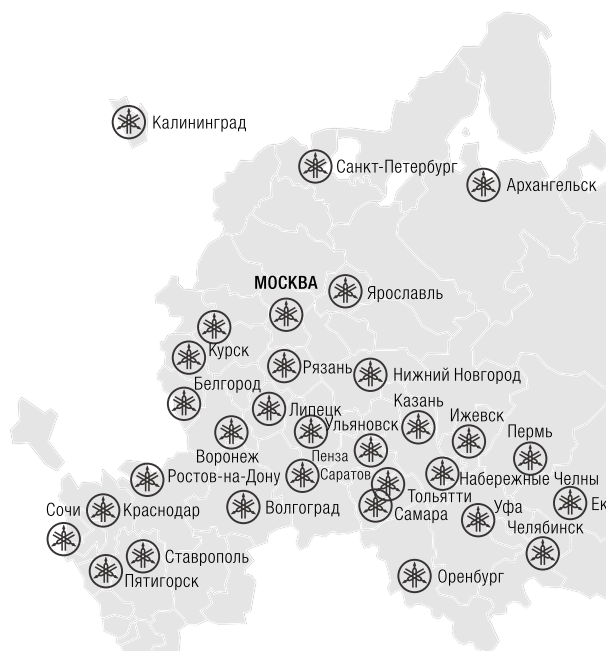 Калининград
Санкт-Петербург
Архангельск
МОСКВА
Ярославль
Курск
Рязань
Нижний Новгород
Белгород
Казань
Липецк
Ижевск
Ульяновск
Пермь
Воронеж
Пенза
Ростов-на-Дону
Саратов
Набережные Челны
Тольятти
Сочи
Краснодар
Волгоград
Самара
Уфа
Ек
Челябинск
Ставрополь
Пятигорск
Оренбург